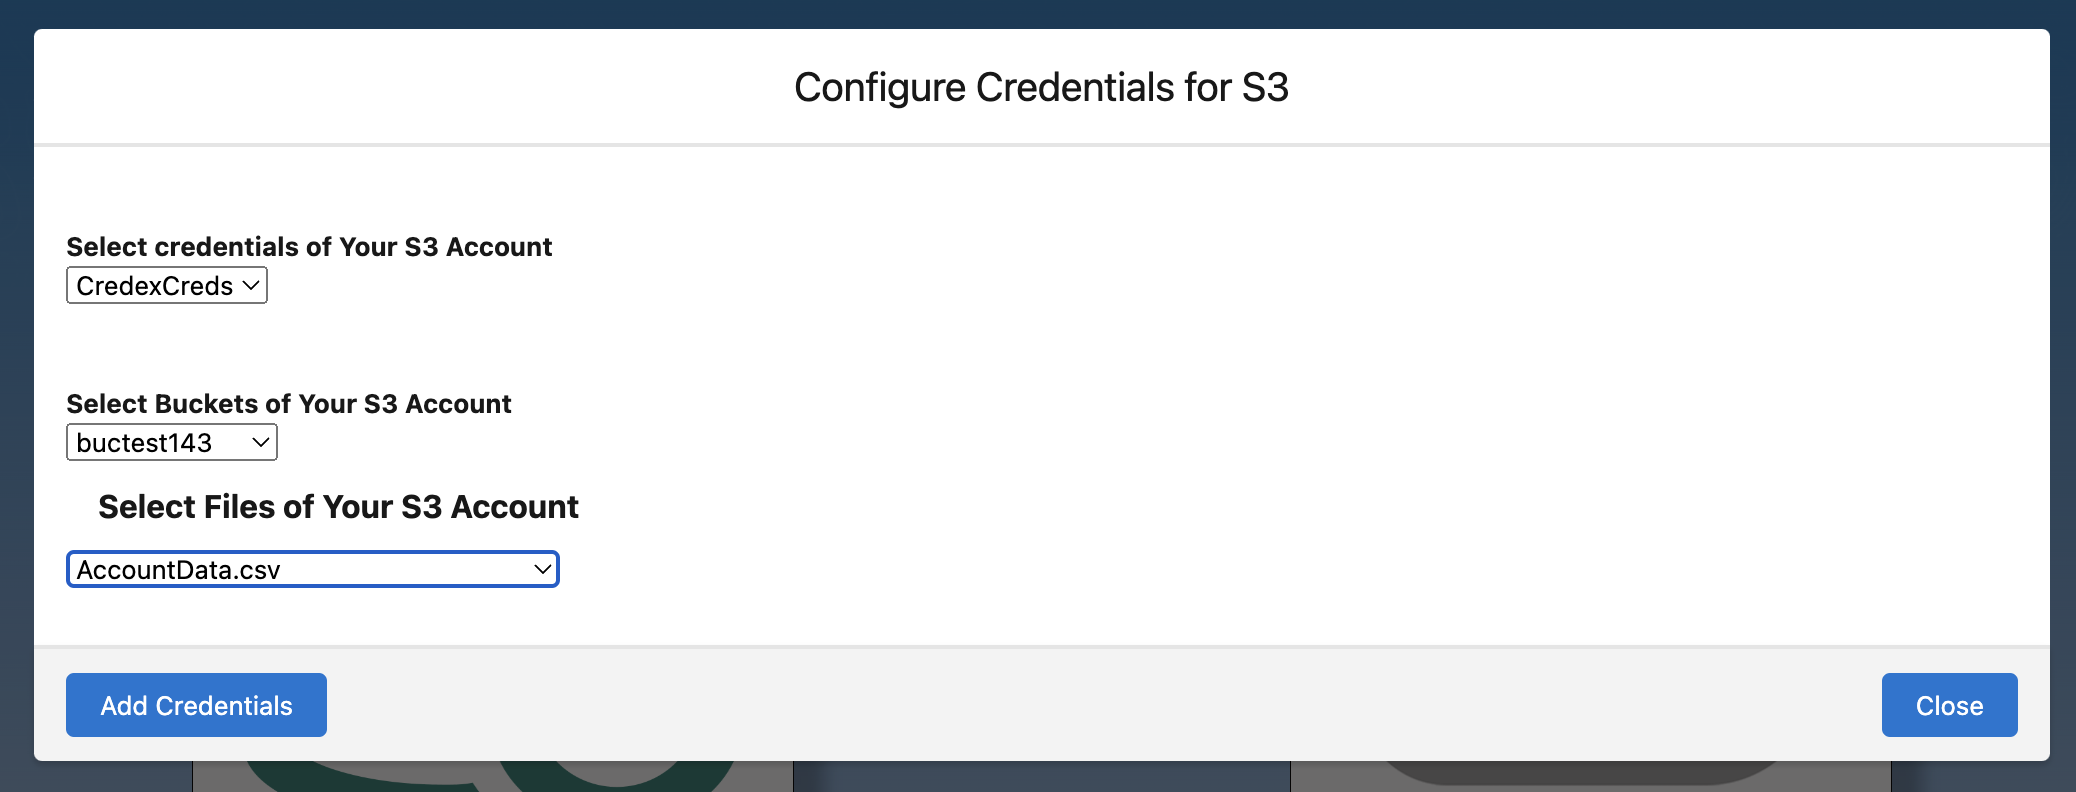 Configure Credentials for S3
Select credentials of Your S3 Account
CredexCreds
Select Buckets of Your S3 Account
buctest143
Select Files of Your S3 Account
AccountData.csv
Add Credentials
Close